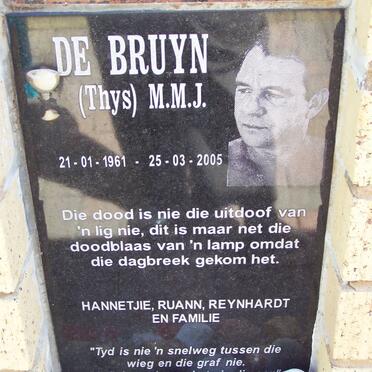 DE BRUYN
(Thys) M.M.J.
21-01-1961 - 25-03-2005
Die dood is nie die uitdoof van
'n lig nie, dit is maar net die
doodblaas van 'n lamp omdat
die dagbreek gekom het.
HANNETJIE, RUANN, REYNHARDT
EN FAMILIE
"Tyd is nie 'n snelweg tussen die
wieg en die graf nie.